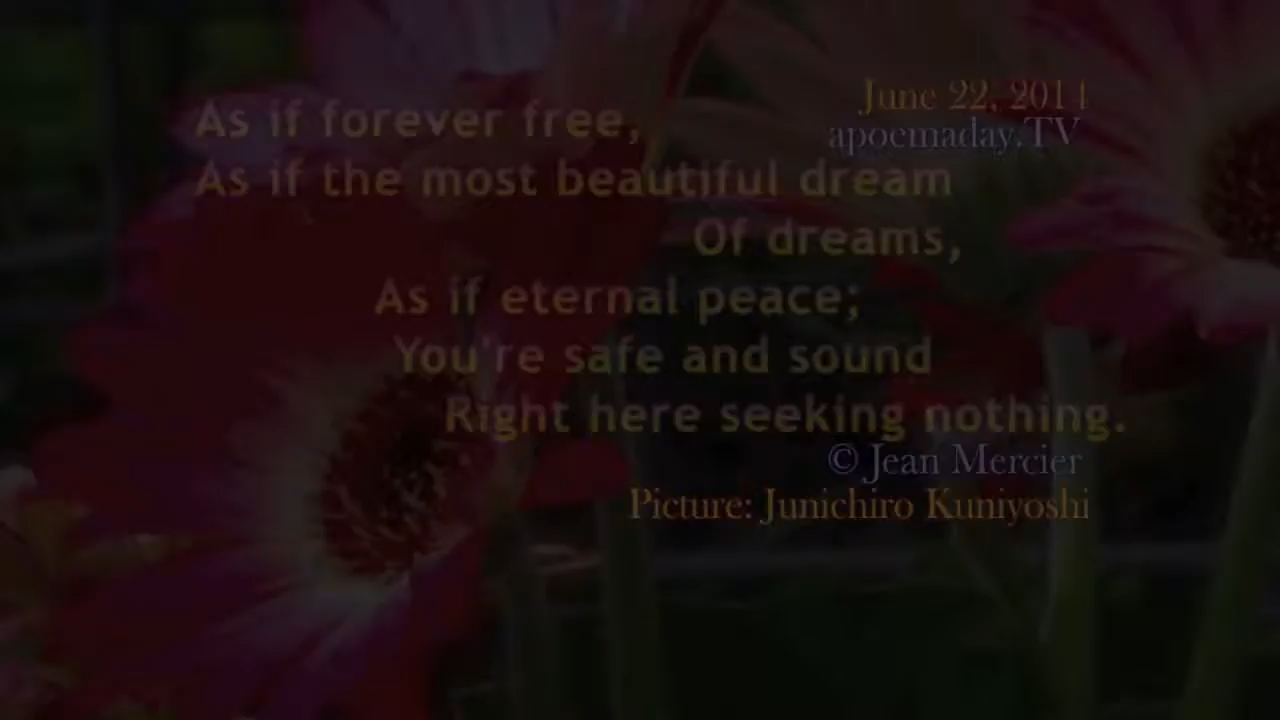 June 22, 2014
apoemaday.TV
As if forever free,
As if the most beautiful dream
Of dreams,
As if eternal peace;
You're safe and sound
Right here seeking nothing.
© Jean Mercier
Picture: Junichiro Kuniyoshi